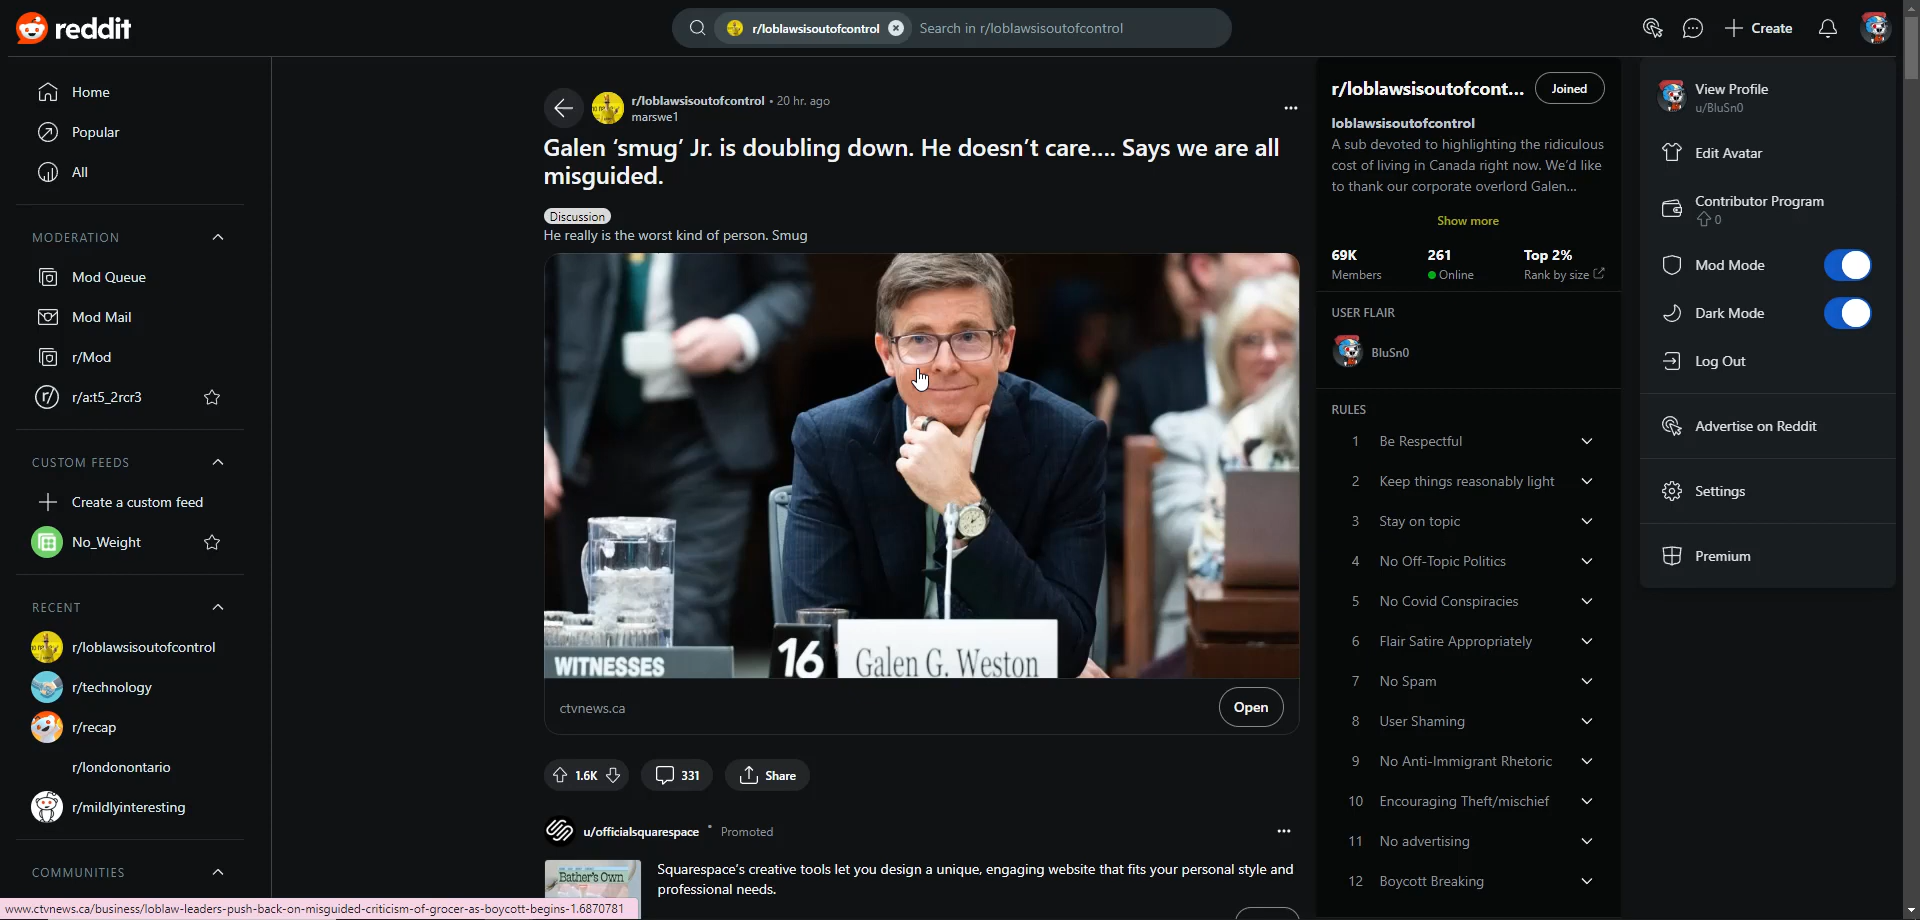 reddit
r/loblawsisoutofcontrol
Search in r/loblawsisoutofcontrol
Create
Home
Popular
All
MODERATION
Mod Queue
Mod Mail
r/Mod
r/a:t5_2rcr3
CUSTOM FEEDS
Create a custom feed
No_Weight
RECENT
r/loblawsisoutofcontrol
r/technology
r/recap
r/londonontario
r/mildlyinteresting
COMMUNITIES
r/loblawsisoutofcontrol • 20 hr. ago
marswe1
Galen ‘smug’ Jr. is doubling down. He doesn’t care…. Says we are all
misguided.
Discussion
He really is the worst kind of person. Smug
WITNESSES
16
Galen G. Weston
ctvnews.ca
Open
1.6K
331
Share
u/officialsquarespace • Promoted
Bather's Own
Squarespace's creative tools let you design a unique, engaging website that fits your personal style and
professional needs.
r/loblawsisoutofcont...
Joined
loblawsisoutofcontrol
A sub devoted to highlighting the ridiculous
cost of living in Canada right now. We'd like
to thank our corporate overlord Galen...
Show more
69K
Members
261
Online
Top 2%
Rank by size
USER FLAIR
BluSn0
RULES
1 Be Respectful
2 Keep things reasonably light
3 Stay on topic
4 No Off-Topic Politics
5 No Covid Conspiracies
6 Flair Satire Appropriately
7 No Spam
8 User Shaming
9 No Anti-Immigrant Rhetoric
10 Encouraging Theft/mischief
11 No advertising
12 Boycott Breaking
View Profile
u/BluSn0
Edit Avatar
Contributor Program
0
Mod Mode
Dark Mode
Log Out
Advertise on Reddit
Settings
Premium
www.ctvnews.ca/business/loblaw-leaders-push-back-on-misguided-criticism-of-grocer-as-boycott-begins-1.6870781